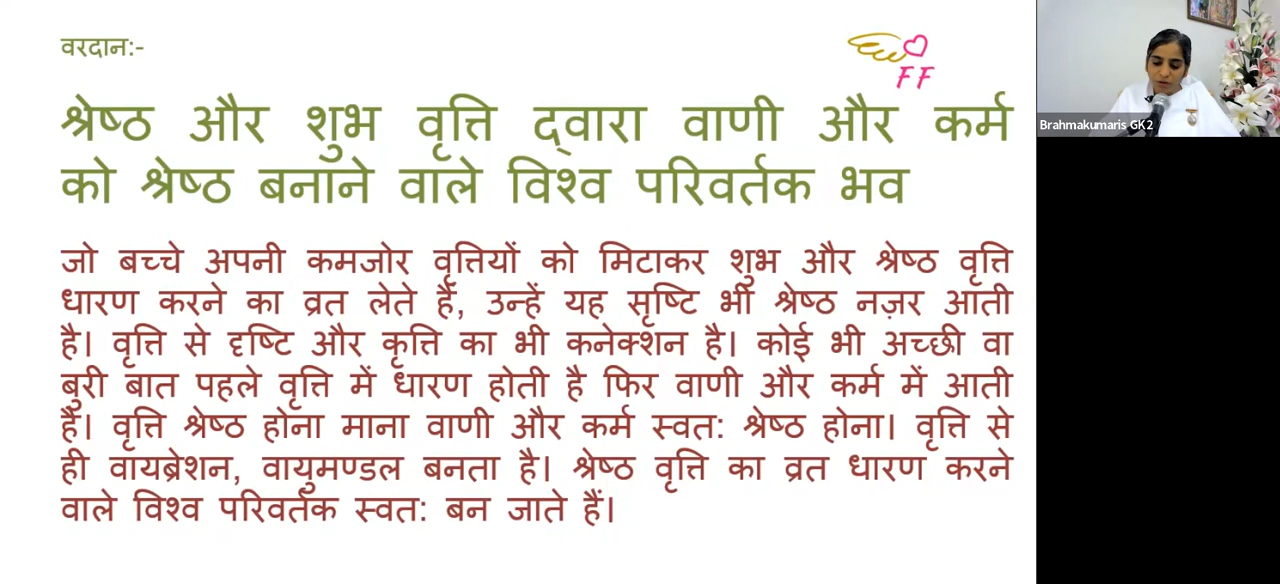 वरदान:-
FF
श्रेष्ठ और शुभ वृत्ति द्वारा वाणी और कर्म
को श्रेष्ठ बनाने वाले विश्व परिवर्तक भव
जो बच्चे अपनी कमजोर वृत्तियों को मिटाकर शुभ और श्रेष्ठ वृत्ति
धारण करने का व्रत लेते हैं, उन्हें यह सृष्टि भी श्रेष्ठ नज़र आती
है। वृत्ति से दृष्टि और कृत्ति का भी कनेक्शन है। कोई भी अच्छी वा
बुरी बात पहले वृत्ति में धारण होती है फिर वाणी और कर्म में आती
है। वृत्ति श्रेष्ठ होना माना वाणी और कर्म स्वत: श्रेष्ठ होना। वृत्ति से
ही वायब्रेशन, वायुमण्डल बनता है। श्रेष्ठ वृत्ति का व्रत धारण करने
वाले विश्व परिवर्तक स्वत: बन जाते हैं।
Brahmakumaris GK2